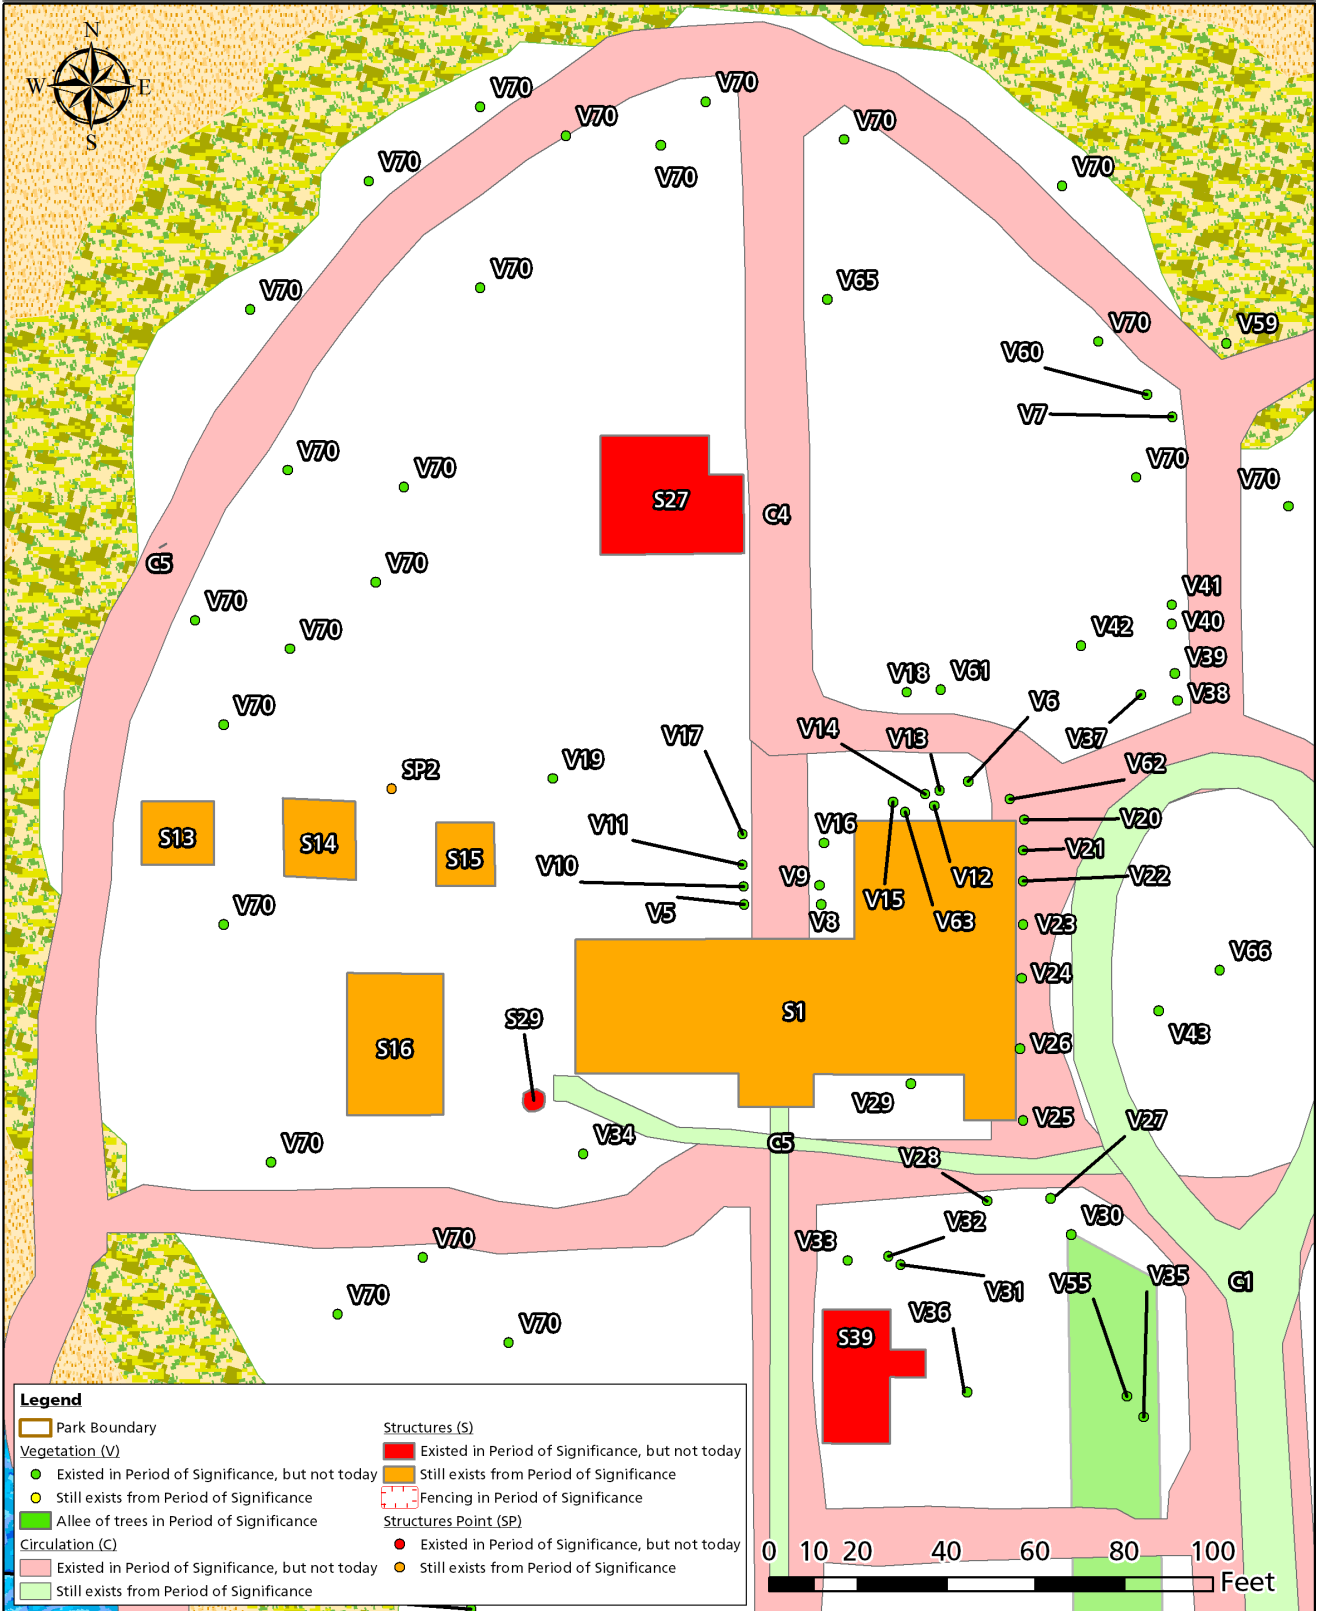 N
W E
S
V70
V70
V70
V70
V70
V70
V70
V70
V70
V70
V65
V70
V59
V60
V7
V70
V70
V70
V70
S27
C4
C5
V70
V41
V70
V40
V70
V42
V39
V18
V61
V38
V6
V70
V14
V13
V17
V37
V62
SP2
V19
V20
V11
V16
S13
S14
S15
V21
V10
V9
V12
V22
V15
V70
V5
V8
V63
V23
V66
V24
S1
S29
V43
S16
V26
V29
V25
V27
V34
C5
V70
V28
V30
V32
V70
V33
V35
V55
C1
V31
V70
V36
V70
S39
Legend
Park Boundary
Vegetation (V)
Existed in Period of Significance, but not today
Still exists from Period of Significance
Allee of trees in Period of Significance
Circulation (C)
Existed in Period of Significance, but not today
Still exists from Period of Significance
Structures (S)
Existed in Period of Significance, but not today
Still exists from Period of Significance
Fencing in Period of Significance
Structures Point (SP)
Existed in Period of Significance, but not today
Still exists from Period of Significance
0 10 20 40 60 80 100
Feet